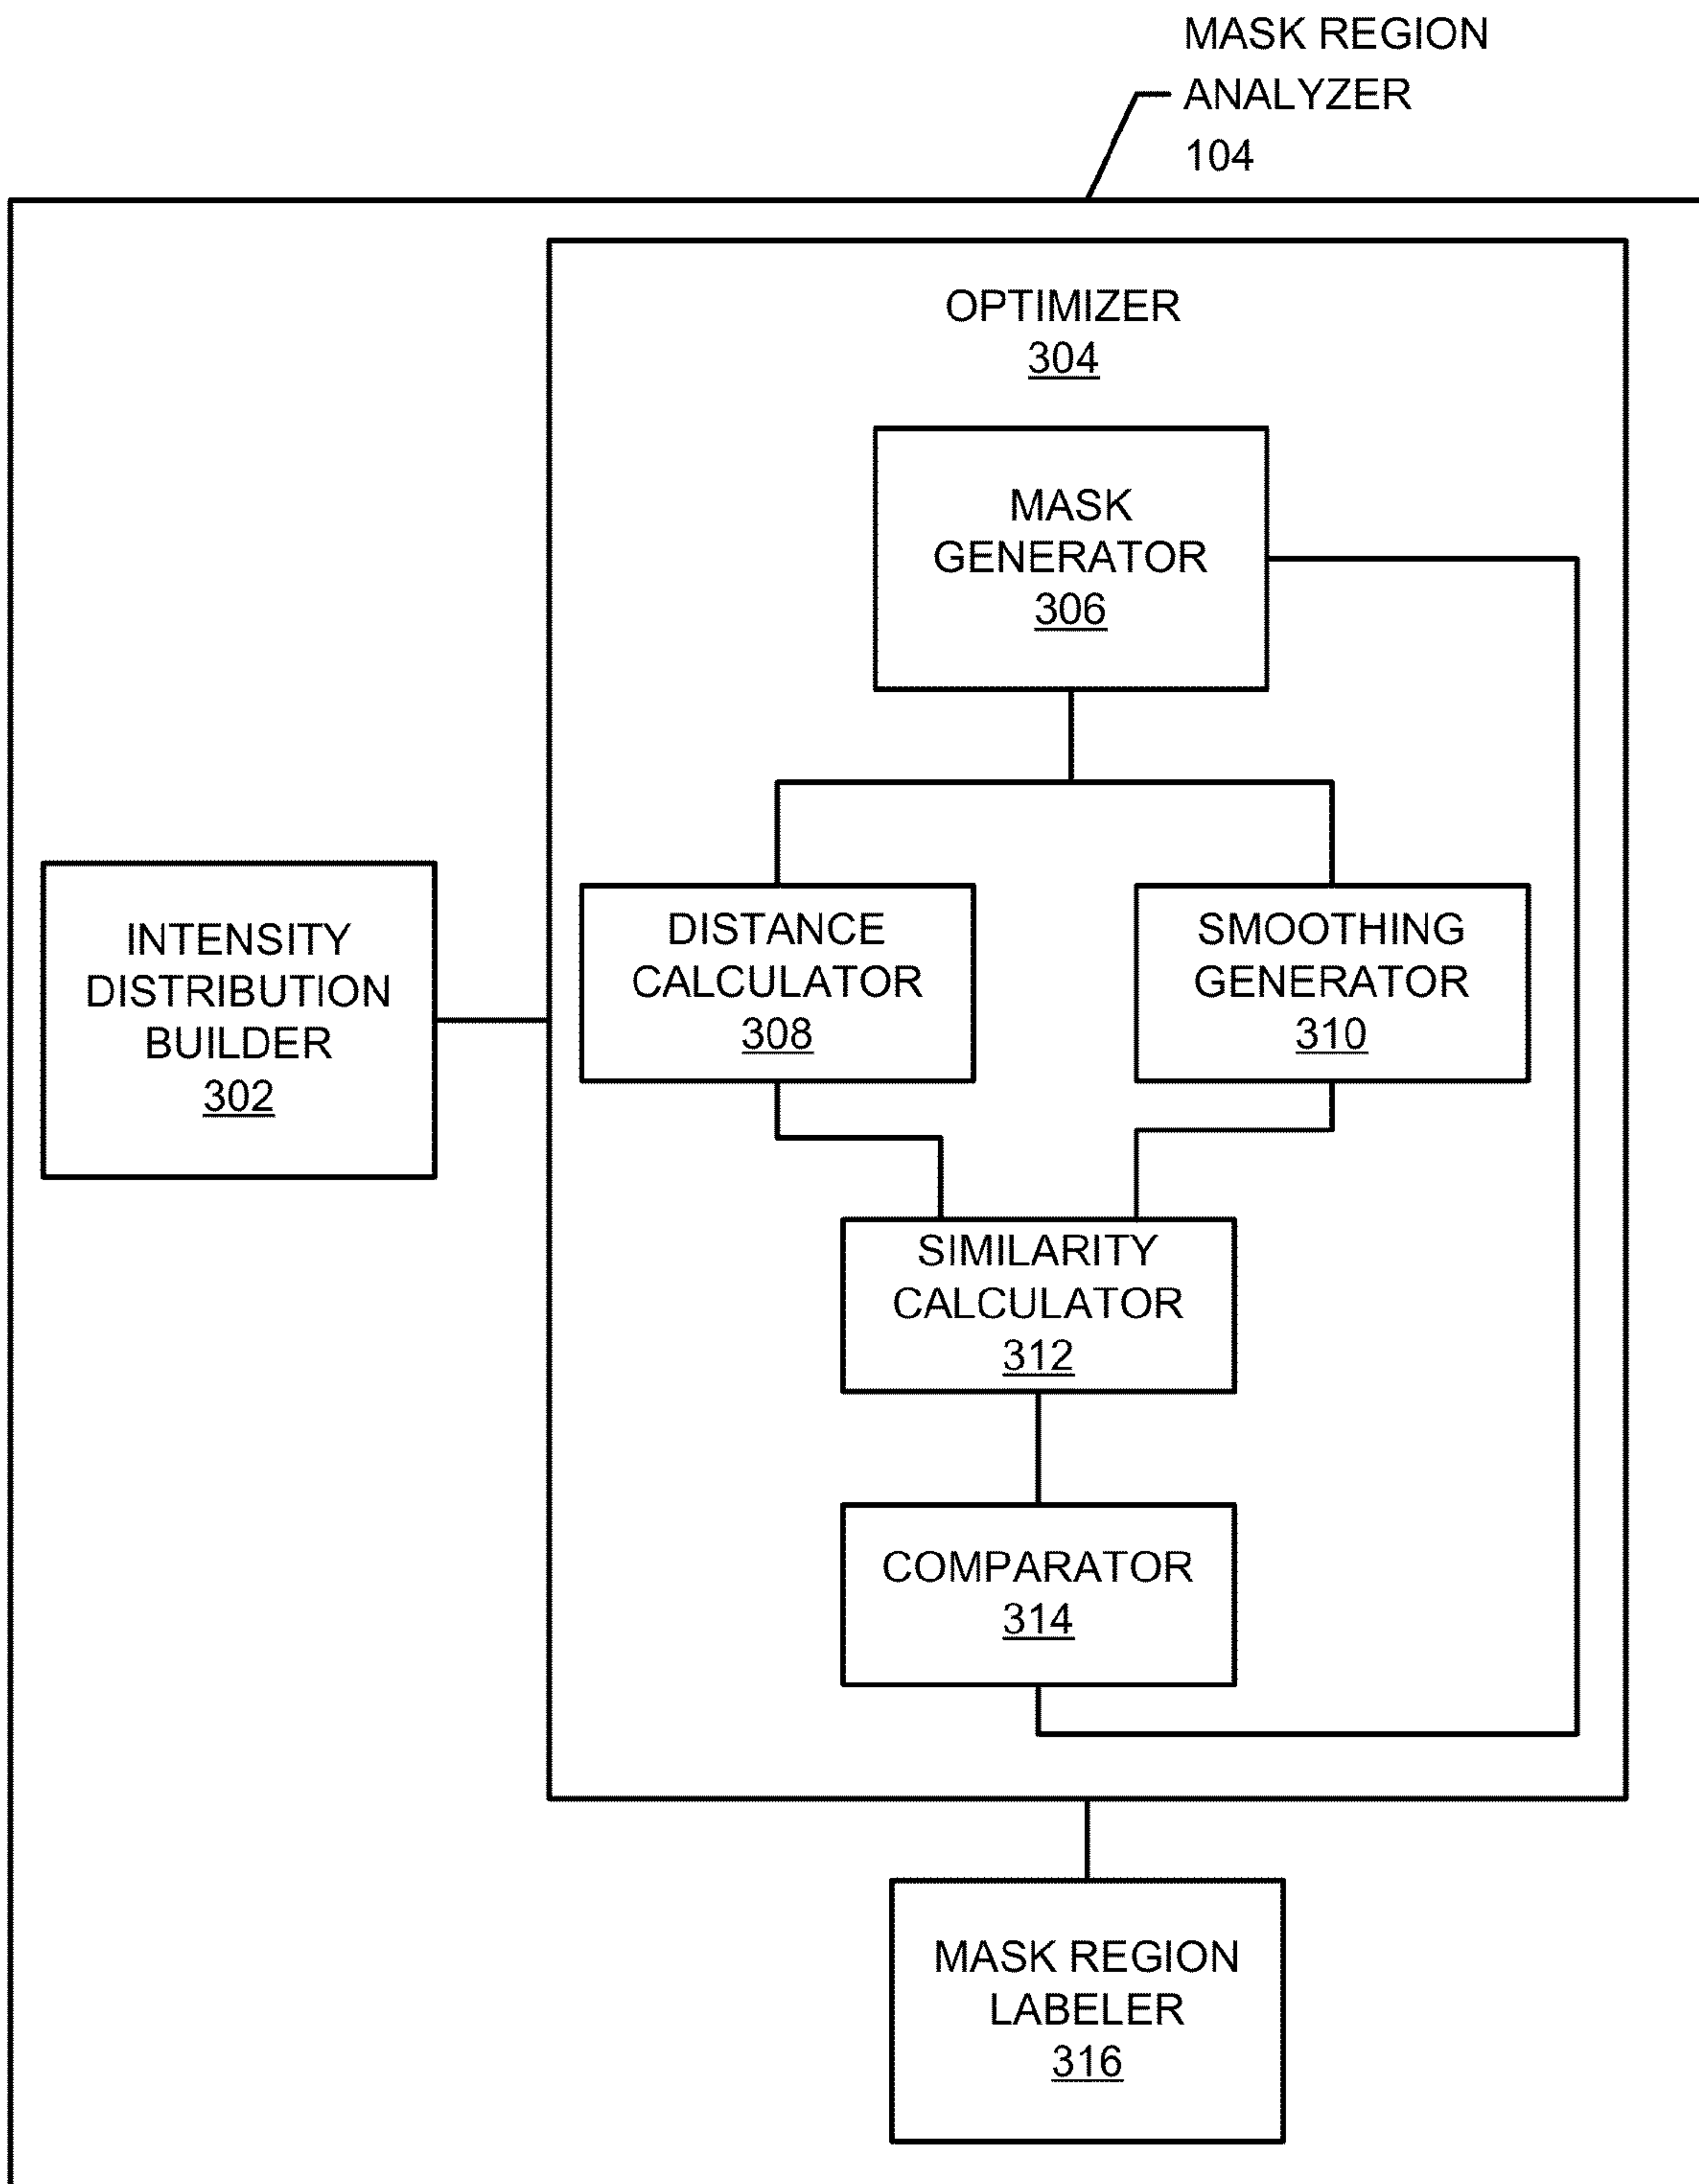 MASK REGION
ANALYZER
104
OPTIMIZER
304
MASK
GENERATOR
306
DISTANCE
CALCULATOR
308
SMOOTHING
GENERATOR
310
INTENSITY
DISTRIBUTION
BUILDER
302
SIMILARITY
CALCULATOR
312
COMPARATOR
314
MASK REGION
LABELER
316